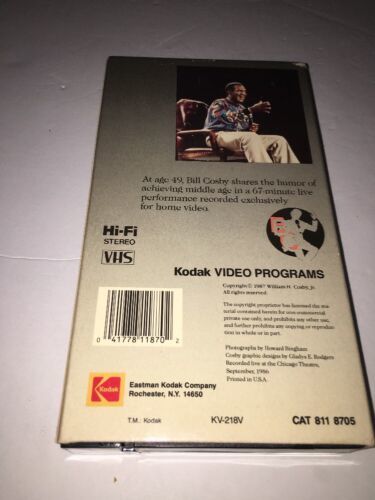 At age 49, Bill Cosby shares the humor of
achieving middle age in a 67-minute live
performance recorded exclusively
for home video.
Hi-Fi
STEREO
VHS
Kodak VIDEO PROGRAMS
Copyright© 1987 William H. Cosby, Jr.
All rights reserved.
The copyright proprietor has licensed the ma-
terial contained herein for non-commercial
private use only, and prohibits any other use,
and further prohibits any copying or reproduc-
tion in whole or in part.
Photographs by Howard Bingham
Cosby graphic designs by Gladys E. Rodgers
Recorded live at the Chicago Theatre,
September, 1986
Printed in U.S.A.
0 41778 11870 2
Kodak
Eastman Kodak Company
Rochester, N.Y. 14650
T.M.: Kodak
KV-218V
CAT 811 8705